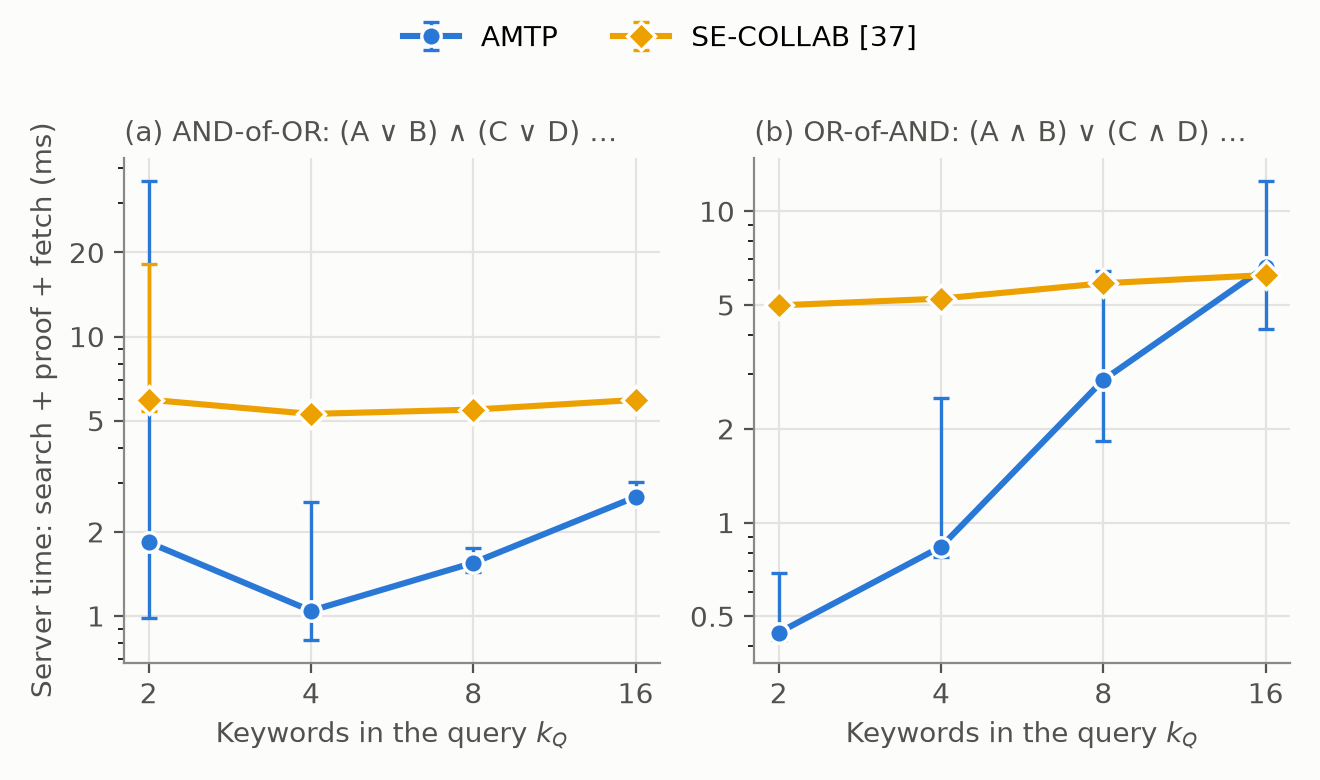 AMTP
SE-COLLAB [37]
(a) AND-of-OR: (A ∨ B) ∧ (C ∨ D) ...
(b) OR-of-AND: (A ∧ B) ∨ (C ∧ D) ...
Server time: search + proof + fetch (ms)
20
10
5
2
1
2
4
8
16
Keywords in the query kQ
10
5
2
1
0.5
2
4
8
16
Keywords in the query kQ